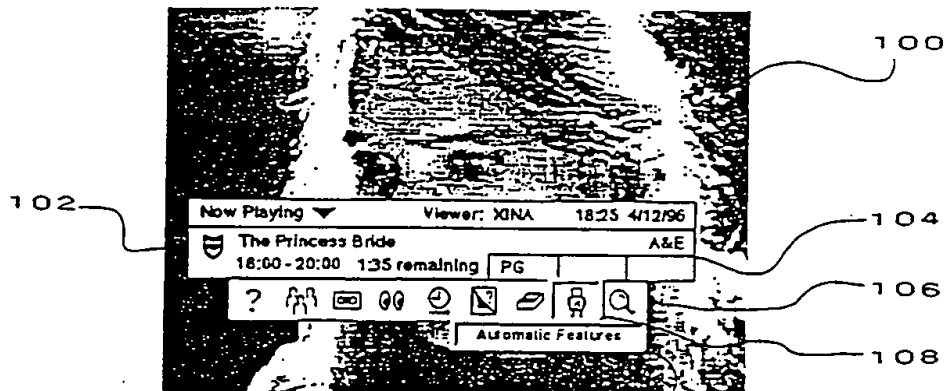 100
102
Now Playing Viewer: XINA 18:25 4/12/96
The Princess Bride A&E
104
18:00 - 20:00 1:35 remaining PG
?
106
Automatic Features
108